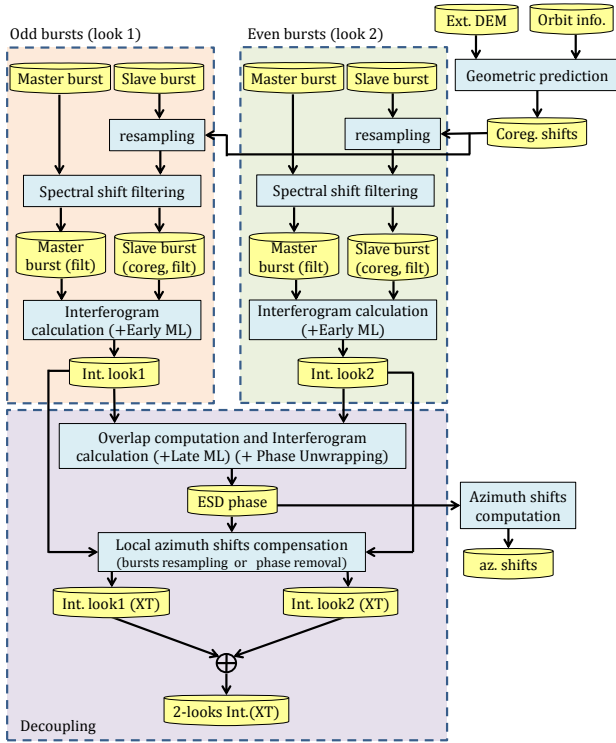 Ext. DEM
Orbit info.
Geometric prediction
Coreg. shifts
Odd bursts (look 1)
Master burst
Slave burst
resampling
Spectral shift filtering
Master
burst (filt)
Slave burst
(coreg, filt)
Interferogram
calculation (+Early ML)
Int. look1
Even bursts (look 2)
Master burst
Slave burst
resampling
Spectral shift filtering
Master
burst (filt)
Slave burst
(coreg, filt)
Interferogram calculation
(+Early ML)
Int. look2
Overlap computation and Interferogram
calculation (+Late ML) (+ Phase Unwrapping)
ESD phase
Azimuth shifts
computation
az. shifts
Local azimuth shifts compensation
(bursts resampling or phase removal)
Int. look1 (XT)
Int. look2 (XT)
2-looks Int.(XT)
Decoupling